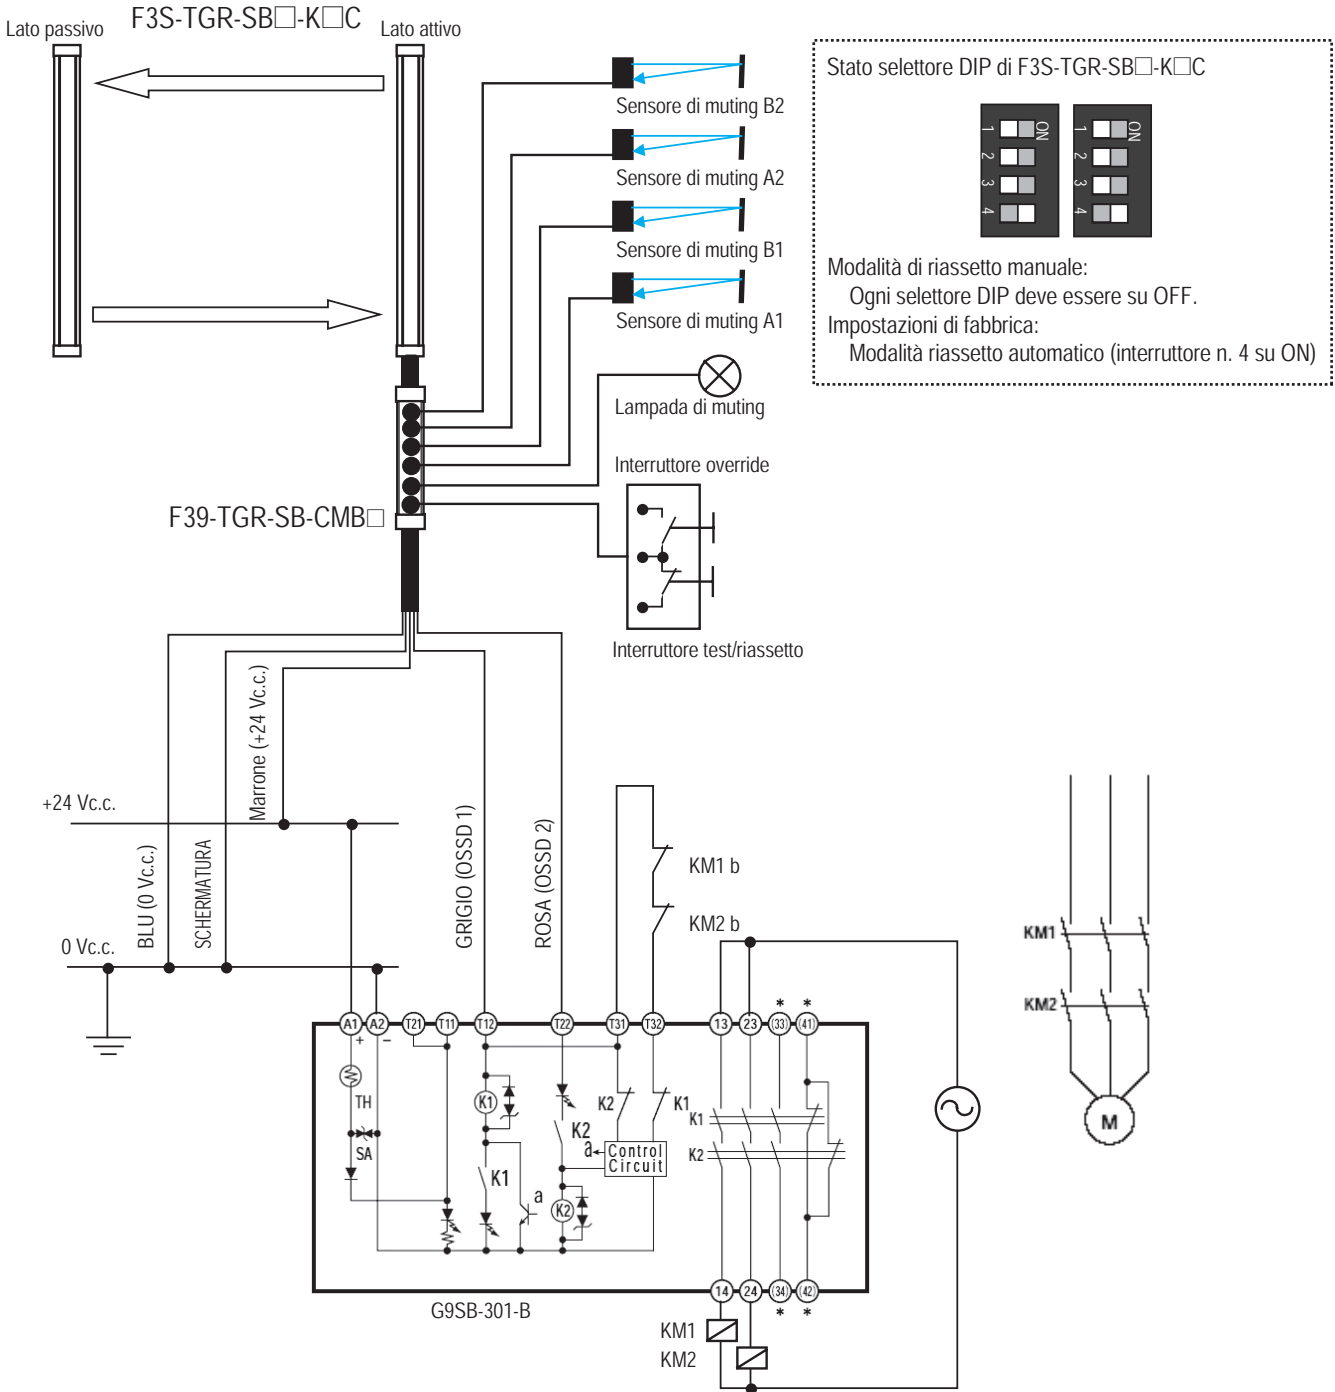 F3S-TGR-SB□-K□C
Lato passivo
Lato attivo
Sensore di muting B2
Sensore di muting A2
Sensore di muting B1
Sensore di muting A1
Lampada di muting
Interruttore override
Interruttore test/riassetto
F39-TGR-SB-CMB□
Stato selettore DIP di F3S-TGR-SB□-K□C
ON
1
2
3
4
ON
1
2
3
4
Modalità di riassetto manuale:
Ogni selettore DIP deve essere su OFF.
Impostazioni di fabbrica:
Modalità riassetto automatico (interruttore n. 4 su ON)
+24 Vc.c.
0 Vc.c.
BLU (0 Vc.c.)
SCHERMATURA
Marrone (+24 Vc.c.)
GRIGIO (OSSD 1)
ROSA (OSSD 2)
KM1 b
KM2 b
KM1
KM2
M
* *
A1 A2 T21 T11 T12 T22 T31 T32 13 23 (33) (41)
+ −
TH
SA
K1
K1
a
K2
K2
K2
K1
a
Control
Circuit
K1
K2
14 24 (34) (42)
* *
G9SB-301-B
KM1
KM2